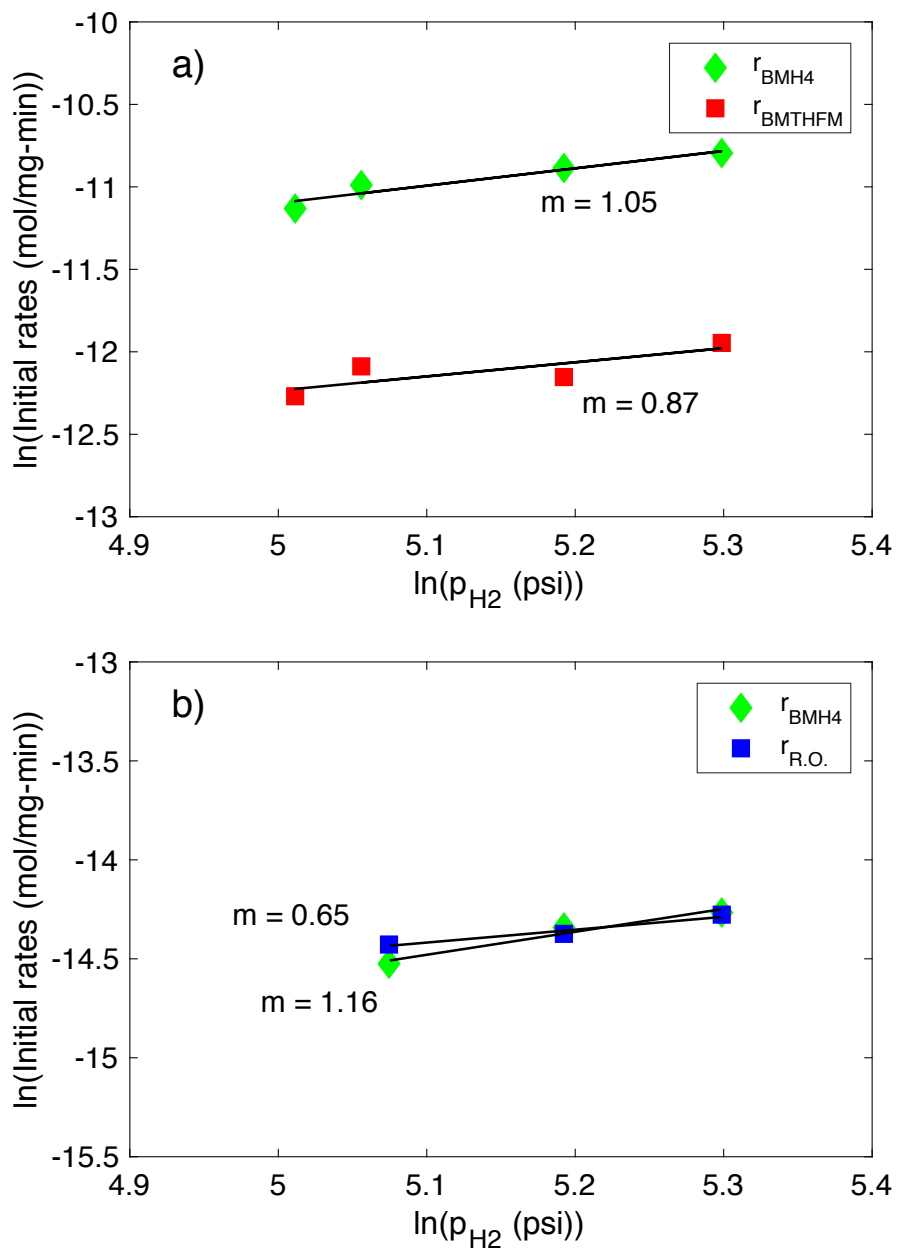 a)
r_BMH4
r_BMTHFM
-10
-10.5
-11
-11.5
-12
-12.5
-13
m = 1.05
m = 0.87
ln(Initial rates (mol/mg-min))
4.9 5 5.1 5.2 5.3 5.4
ln(p_H2 (psi))
b)
r_BMH4
r_R.O.
-13
-13.5
-14
-14.5
-15
-15.5
m = 0.65
m = 1.16
ln(Initial rates (mol/mg-min))
4.9 5 5.1 5.2 5.3 5.4
ln(p_H2 (psi))